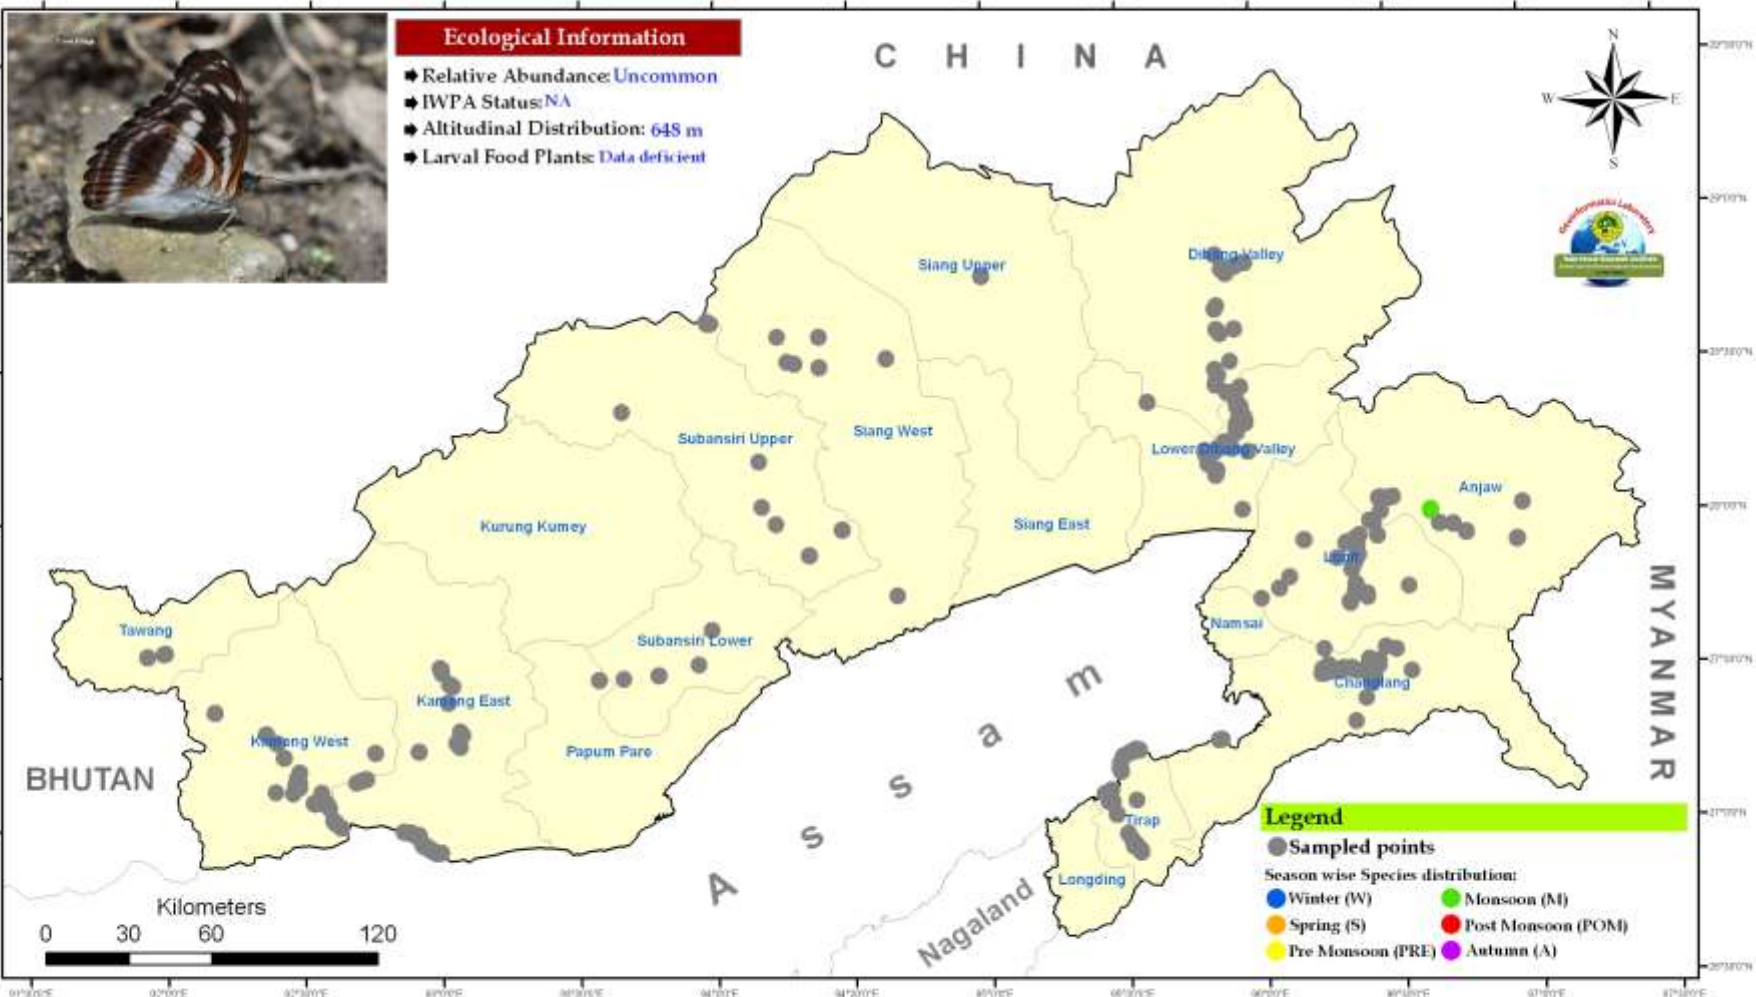 Ecological Information
Relative Abundance: Uncommon
IWPA Status: NA
Altitudinal Distribution: 648 m
Larval Food Plants: Data deficient
C H I N A
N
W E
S
Geoinformatics Laboratory
Dibang Valley
Siang Upper
Subansiri Upper
Siang West
Lower Dibang Valley
Anjaw
Kurung Kumey
Siang East
Lohit
Tawang
Subansiri Lower
Namsai
MYANMAR
Kameng East
Changlang
Kameng West
Papum Pare
BHUTAN
Assam
Tirap
Longding
Nagaland
Legend
Sampled points
Season wise Species distribution:
Winter (W)
Monsoon (M)
Spring (S)
Post Monsoon (POM)
Pre Monsoon (PRE)
Autumn (A)
Kilometers
0 30 60 120